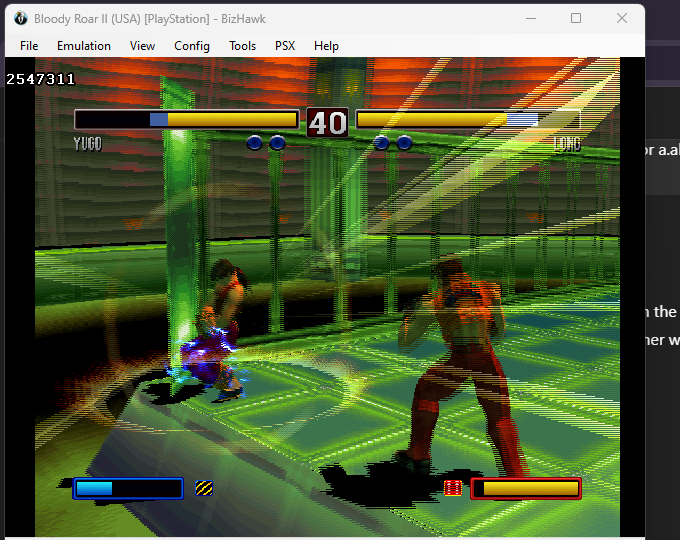 Bloody Roar II (USA) [PlayStation] - BizHawk
File Emulation View Config Tools PSX Help
2547311
40
YUGO LONG
or a.al
n the
ner w